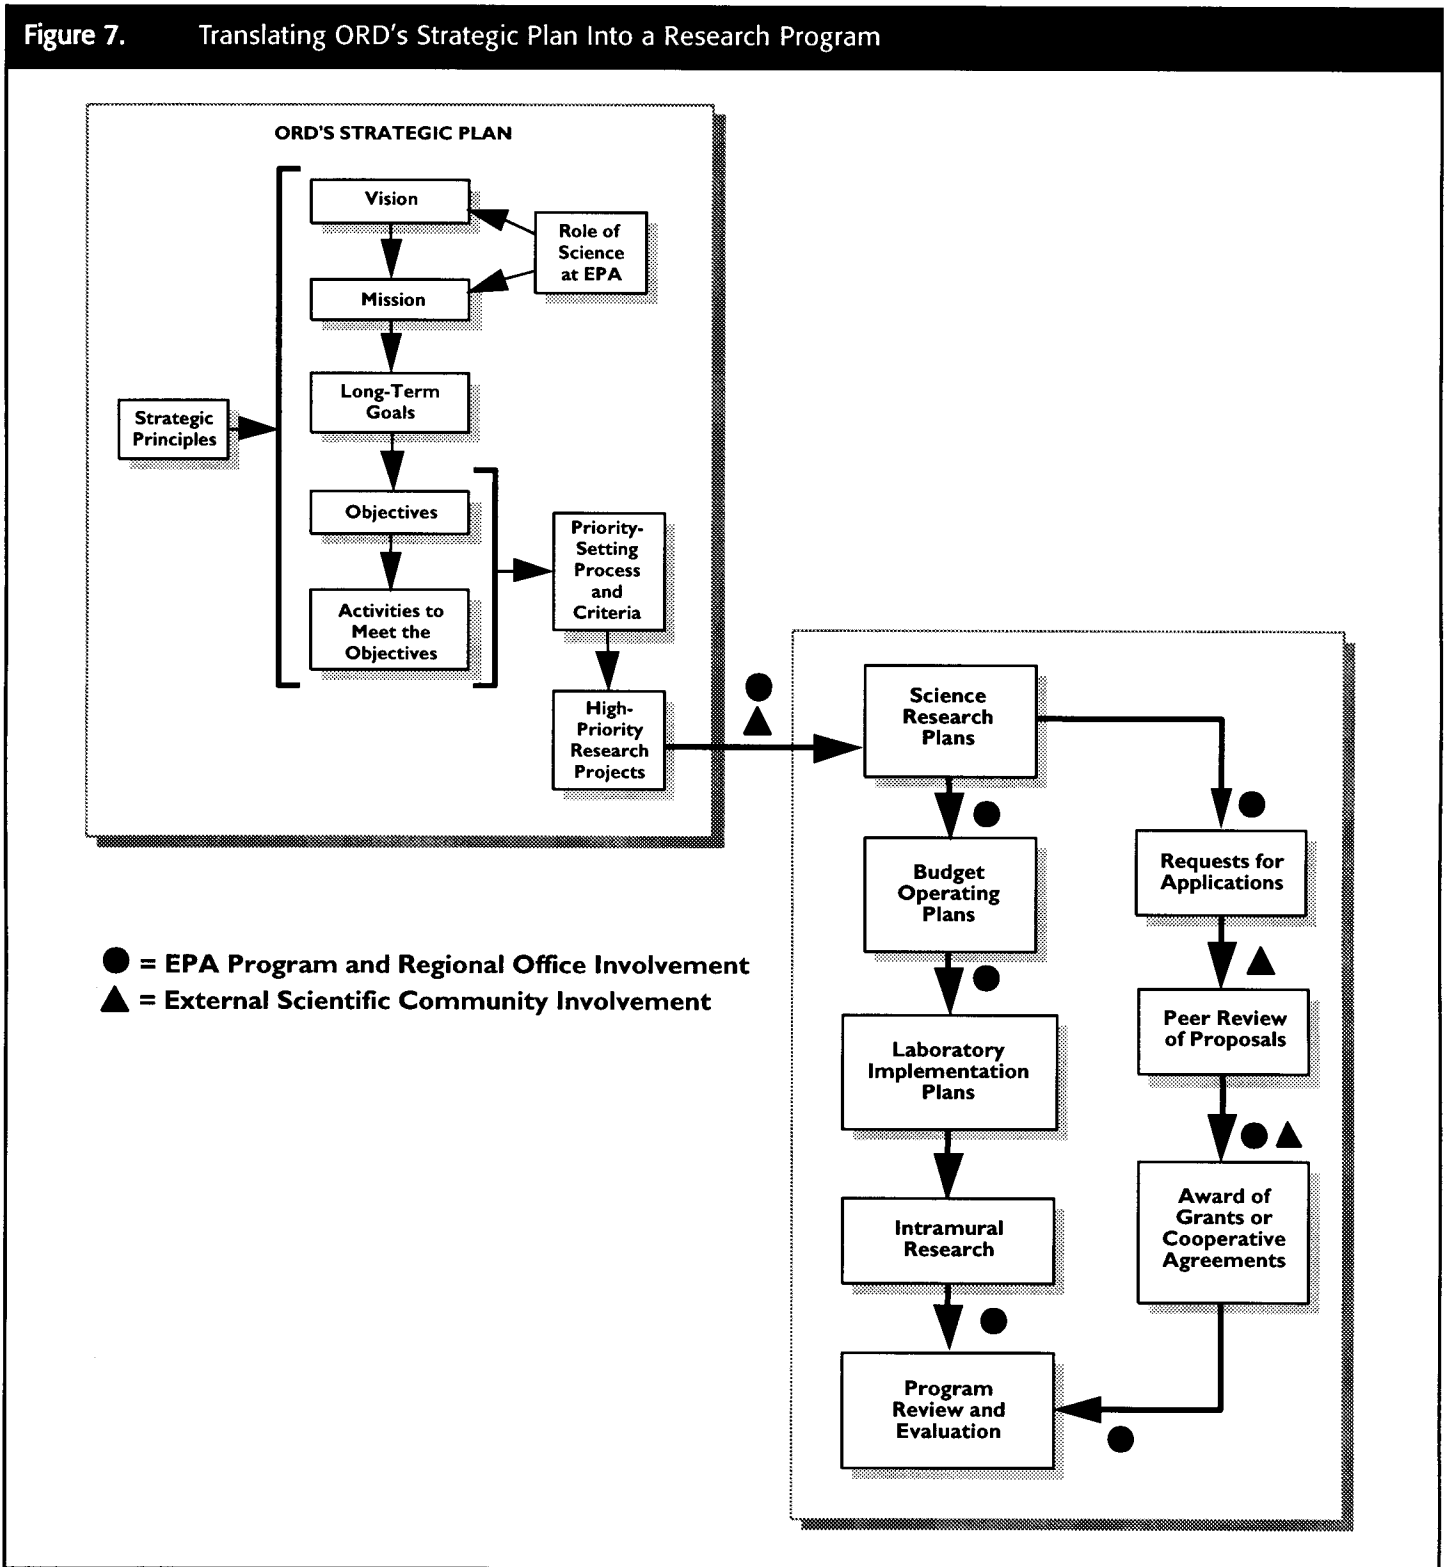 Figure 7. Translating ORD's Strategic Plan Into a Research Program
ORD'S STRATEGIC PLAN
Vision
Role of
Science
at EPA
Mission
Long-Term
Goals
Strategic
Principles
Objectives
Activities to
Meet the
Objectives
Priority-
Setting
Process
and
Criteria
High-
Priority
Research
Projects
Science
Research
Plans
Budget
Operating
Plans
Laboratory
Implementation
Plans
Intramural
Research
Program
Review and
Evaluation
Requests for
Applications
Peer Review
of Proposals
Award of
Grants or
Cooperative
Agreements
● = EPA Program and Regional Office Involvement
▲ = External Scientific Community Involvement